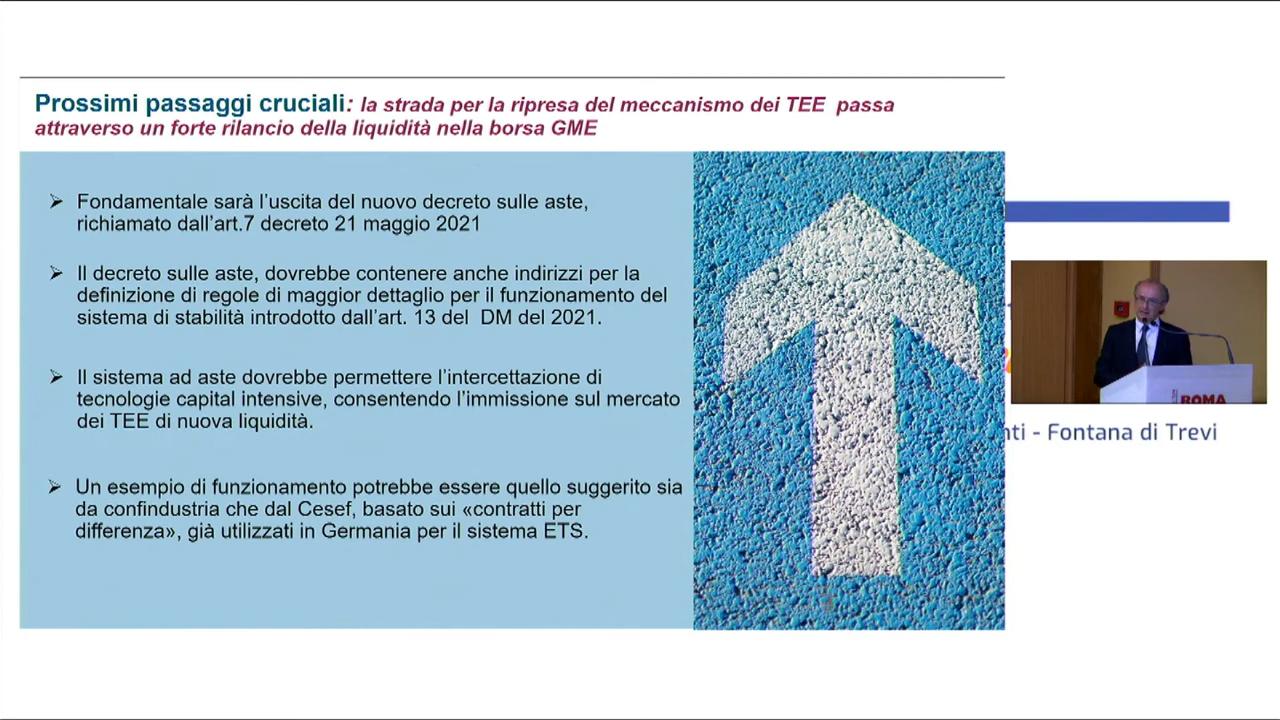 Prossimi passaggi cruciali: la strada per la ripresa del meccanismo dei TEE passa
attraverso un forte rilancio della liquidità nella borsa GME
➢ Fondamentale sarà l'uscita del nuovo decreto sulle aste,
richiamato dall'art.7 decreto 21 maggio 2021
➢ Il decreto sulle aste, dovrebbe contenere anche indirizzi per la
definizione di regole di maggior dettaglio per il funzionamento del
sistema di stabilità introdotto dall'art. 13 del DM del 2021.
➢ Il sistema ad aste dovrebbe permettere l'intercettazione di
tecnologie capital intensive, consentendo l'immissione sul mercato
dei TEE di nuova liquidità.
➢ Un esempio di funzionamento potrebbe essere quello suggerito sia
da confindustria che dal Cesef, basato sui «contratti per
differenza», già utilizzati in Germania per il sistema ETS.
ROMA
- Fontana di Trevi